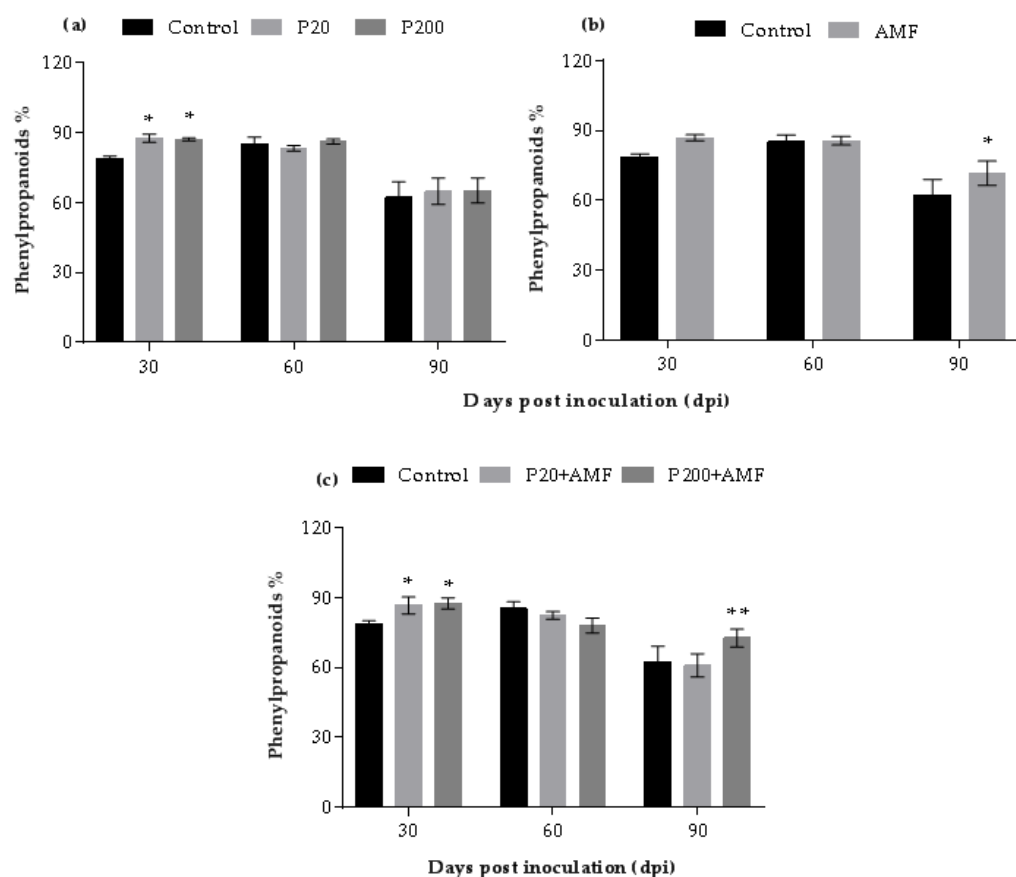 (a) Control P20 P200
Phenylpropanoids %
120
90
60
30
0
* *
30 60 90
(b) Control AMF
Phenylpropanoids %
120
90
60
30
0
*
30 60 90
Days post inoculation (dpi)
(c) Control P20+AMF P200+AMF
Phenylpropanoids %
120
90
60
30
0
* * **
30 60 90
Days post inoculation (dpi)